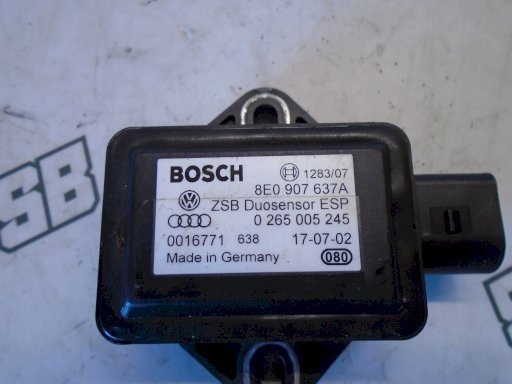 BOSCH 1283/07
8E0 907 637A
ZSB Duosensor ESP
0 265 005 245
0016771 638 17-07-02
Made in Germany 080
SB
SB